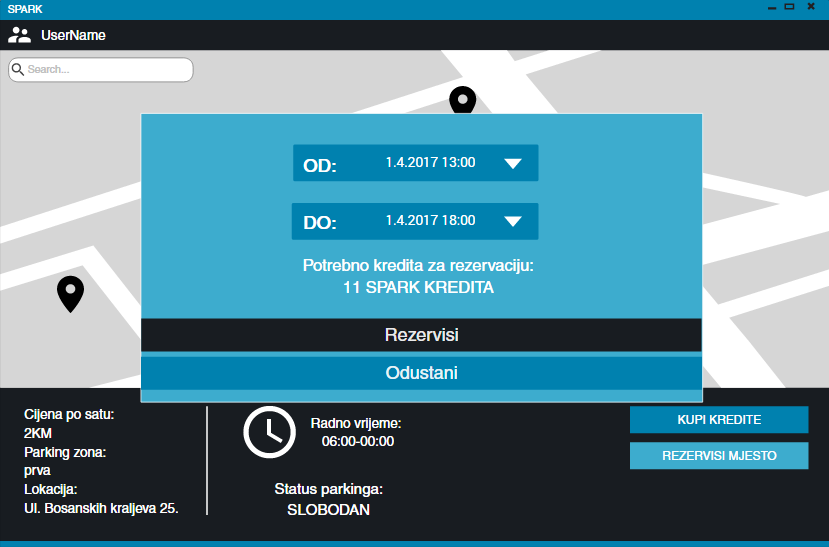 SPARK
UserName
Search...
OD: 1.4.2017 13:00
DO: 1.4.2017 18:00
Potrebno kredita za rezervaciju:
11 SPARK KREDITA
Rezervisi
Odustani
Cijena po satu:
2KM
Parking zona:
prva
Lokacija:
Ul. Bosanskih kraljeva 25.
Radno vrijeme:
06:00-00:00
Status parkinga:
SLOBODAN
KUPI KREDITE
REZERVISI MJESTO